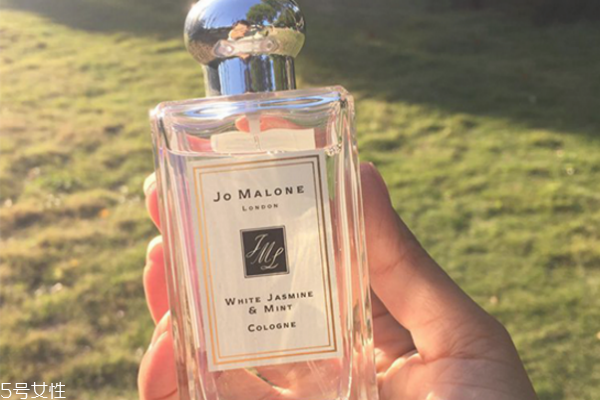 JO MALONE
LONDON
JML
WHITE JASMINE
& MINT
COLOGNE
5号女性